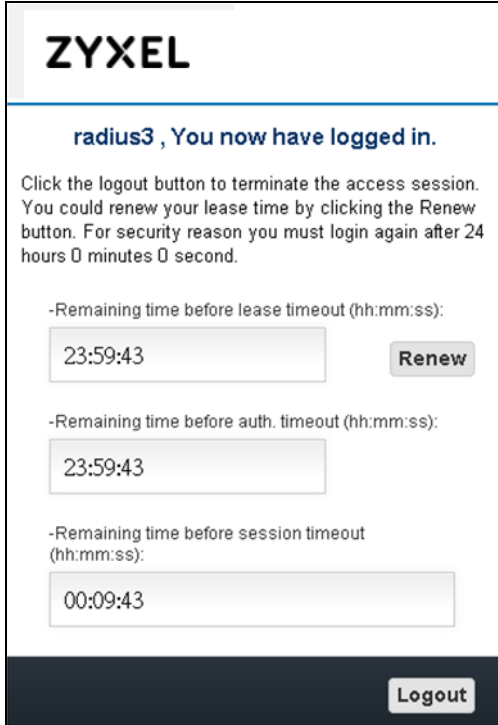 ZYXEL
radius3 , You now have logged in.
Click the logout button to terminate the access session.
You could renew your lease time by clicking the Renew
button. For security reason you must login again after 24
hours 0 minutes 0 second.
-Remaining time before lease timeout (hh:mm:ss):
23:59:43
Renew
-Remaining time before auth. timeout (hh:mm:ss):
23:59:43
-Remaining time before session timeout
(hh:mm:ss):
00:09:43
Logout